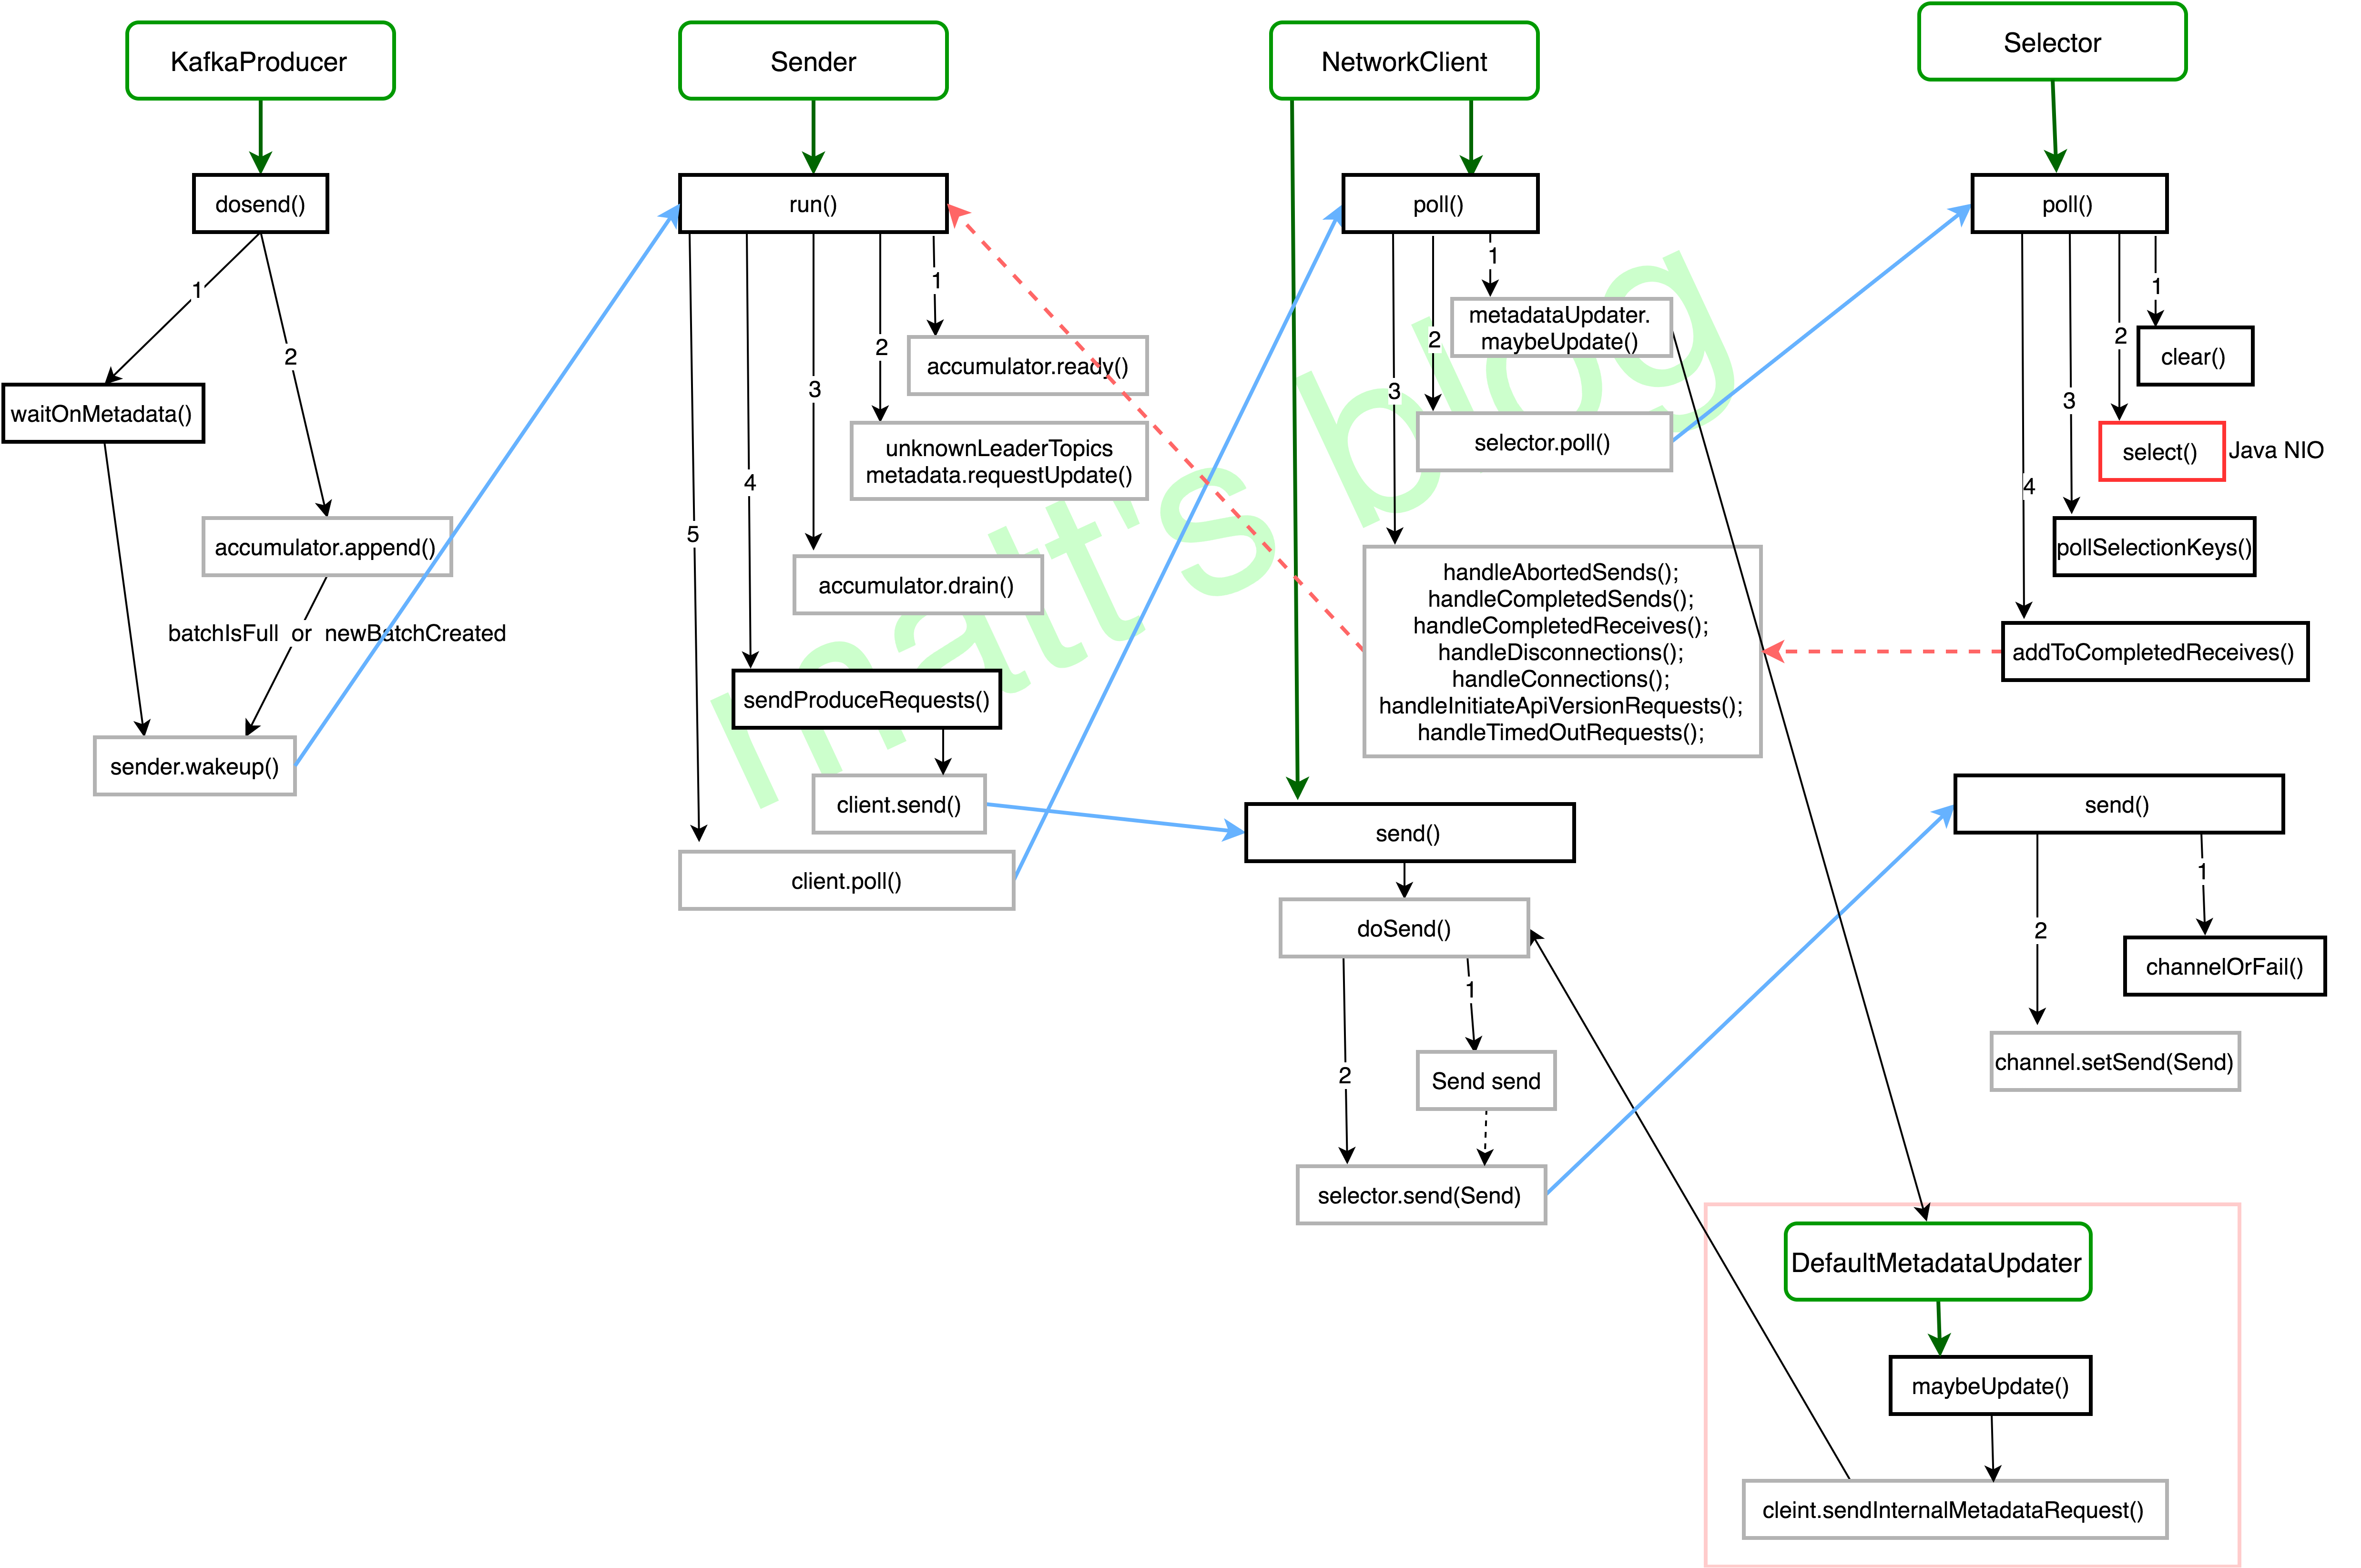 KafkaProducer
dosend()
1
2
waitOnMetadata()
accumulator.append()
batchIsFull or newBatchCreated
sender.wakeup()
Sender
run()
1
2
3
4
5
accumulator.ready()
unknownLeaderTopics
metadata.requestUpdate()
accumulator.drain()
sendProduceRequests()
client.send()
client.poll()
NetworkClient
poll()
1
2
3
metadataUpdater.
maybeUpdate()
selector.poll()
handleAbortedSends();
handleCompletedSends();
handleCompletedReceives();
handleDisconnections();
handleConnections();
handleInitiateApiVersionRequests();
handleTimedOutRequests();
send()
doSend()
1
2
Send send
selector.send(Send)
Selector
poll()
1
2
3
4
clear()
select()
Java NIO
pollSelectionKeys()
addToCompletedReceives()
send()
1
2
channelOrFail()
channel.setSend(Send)
DefaultMetadataUpdater
maybeUpdate()
cleint.sendInternalMetadataRequest()
matt's blog